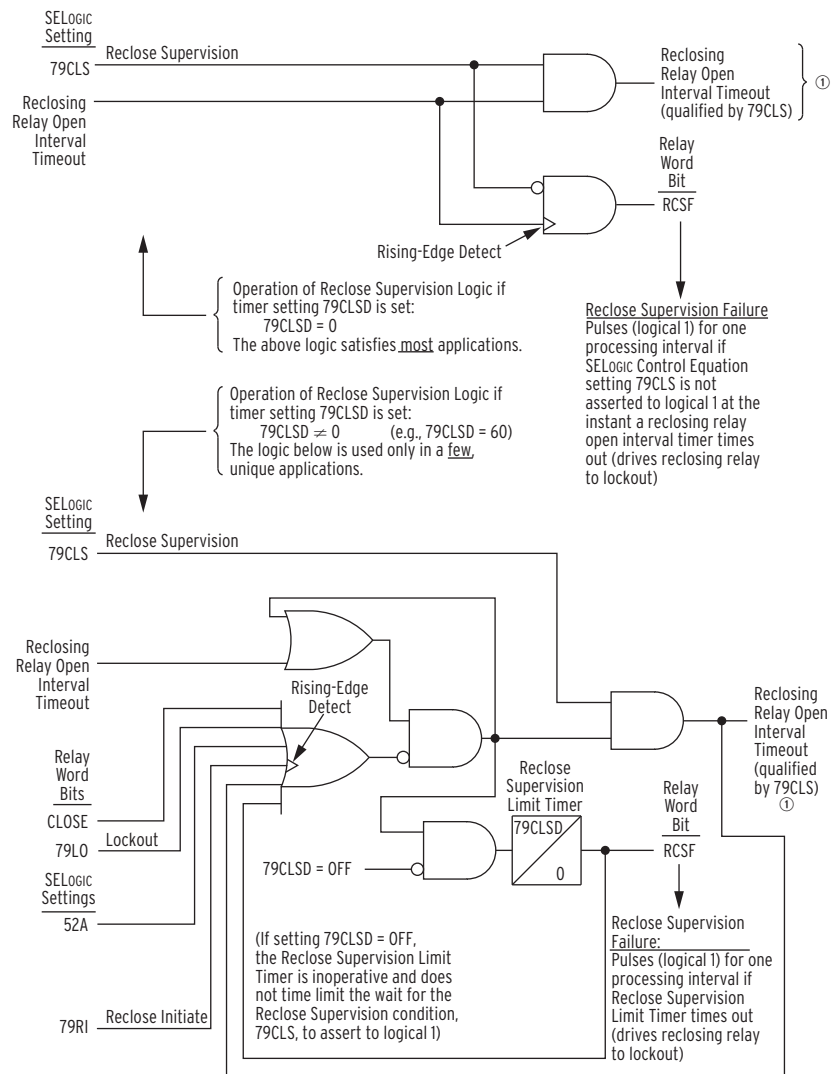 SELOGIC
Setting
79CLS
Reclose Supervision
Reclosing
Relay Open
Interval
Timeout
Reclosing
Relay Open
Interval Timeout
(qualified by 79CLS)
①
Relay
Word
Bit
RCSF
Rising-Edge Detect
Operation of Reclose Supervision Logic if
timer setting 79CLSD is set:
79CLSD = 0
The above logic satisfies most applications.
Reclose Supervision Failure
Pulses (logical 1) for one
processing interval if
SELOGIC Control Equation
setting 79CLS is not
asserted to logical 1 at the
instant a reclosing relay
open interval timer times
out (drives reclosing relay
to lockout)
Operation of Reclose Supervision Logic if
timer setting 79CLSD is set:
79CLSD ≠ 0 (e.g., 79CLSD = 60)
The logic below is used only in a few,
unique applications.
SELOGIC
Setting
79CLS
Reclose Supervision
Reclosing
Relay Open
Interval
Timeout
Rising-Edge
Detect
Relay
Word
Bits
CLOSE
79LO
Lockout
SELOGIC
Settings
52A
79RI
Reclose Initiate
79CLSD = OFF
Reclose
Supervision
Limit Timer
79CLSD
0
Reclosing
Relay Open
Interval
Timeout
(qualified
by 79CLS)
①
Relay
Word
Bit
RCSF
(If setting 79CLSD = OFF,
the Reclose Supervision Limit
Timer is inoperative and does
not time limit the wait for the
Reclose Supervision condition,
79CLS, to assert to logical 1)
Reclose Supervision
Failure:
Pulses (logical 1) for one
processing interval if
Reclose Supervision
Limit Timer times out
(drives reclosing relay
to lockout)